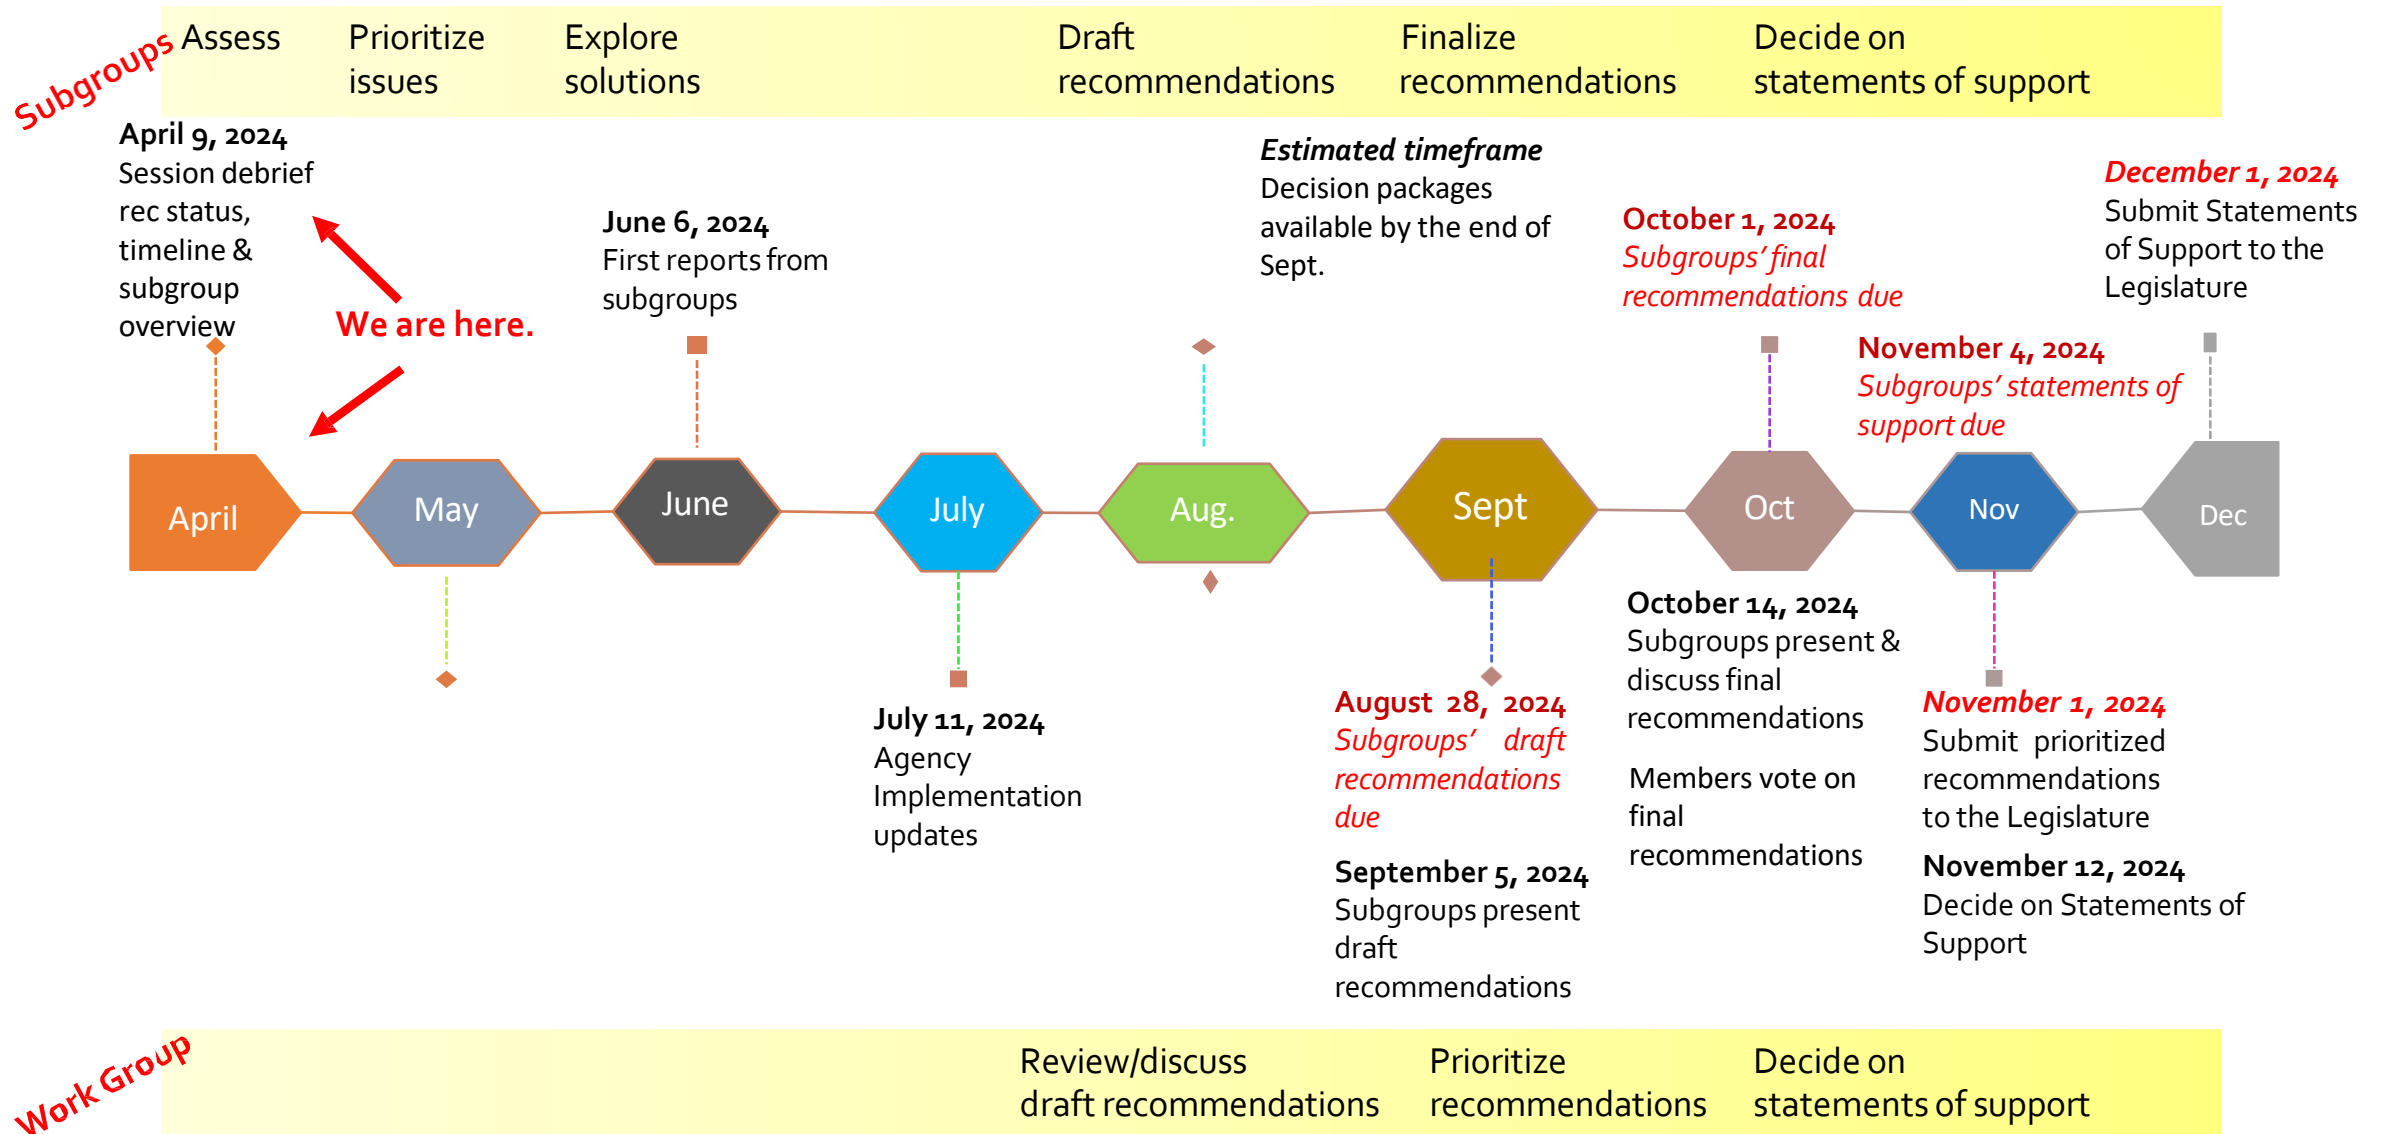 Subgroups
Assess
Prioritize
issues
Explore
solutions
Draft
recommendations
Finalize
recommendations
Decide on
statements of support
April 9, 2024
Session debrief
rec status,
timeline &
subgroup
overview
We are here.
June 6, 2024
First reports from
subgroups
Estimated timeframe
Decision packages
available by the end of
Sept.
October 1, 2024
Subgroups' final
recommendations due
November 4, 2024
Subgroups' statements of
support due
December 1, 2024
Submit Statements
of Support to the
Legislature
April
May
June
July
Aug.
Sept
Oct
Nov
Dec
July 11, 2024
Agency
Implementation
updates
August 28, 2024
Subgroups' draft
recommendations
due
September 5, 2024
Subgroups present
draft
recommendations
October 14, 2024
Subgroups present &
discuss final
recommendations
Members vote on
final
recommendations
November 1, 2024
Submit prioritized
recommendations
to the Legislature
November 12, 2024
Decide on Statements of
Support
Work Group
Review/discuss
draft recommendations
Prioritize
recommendations
Decide on
statements of support